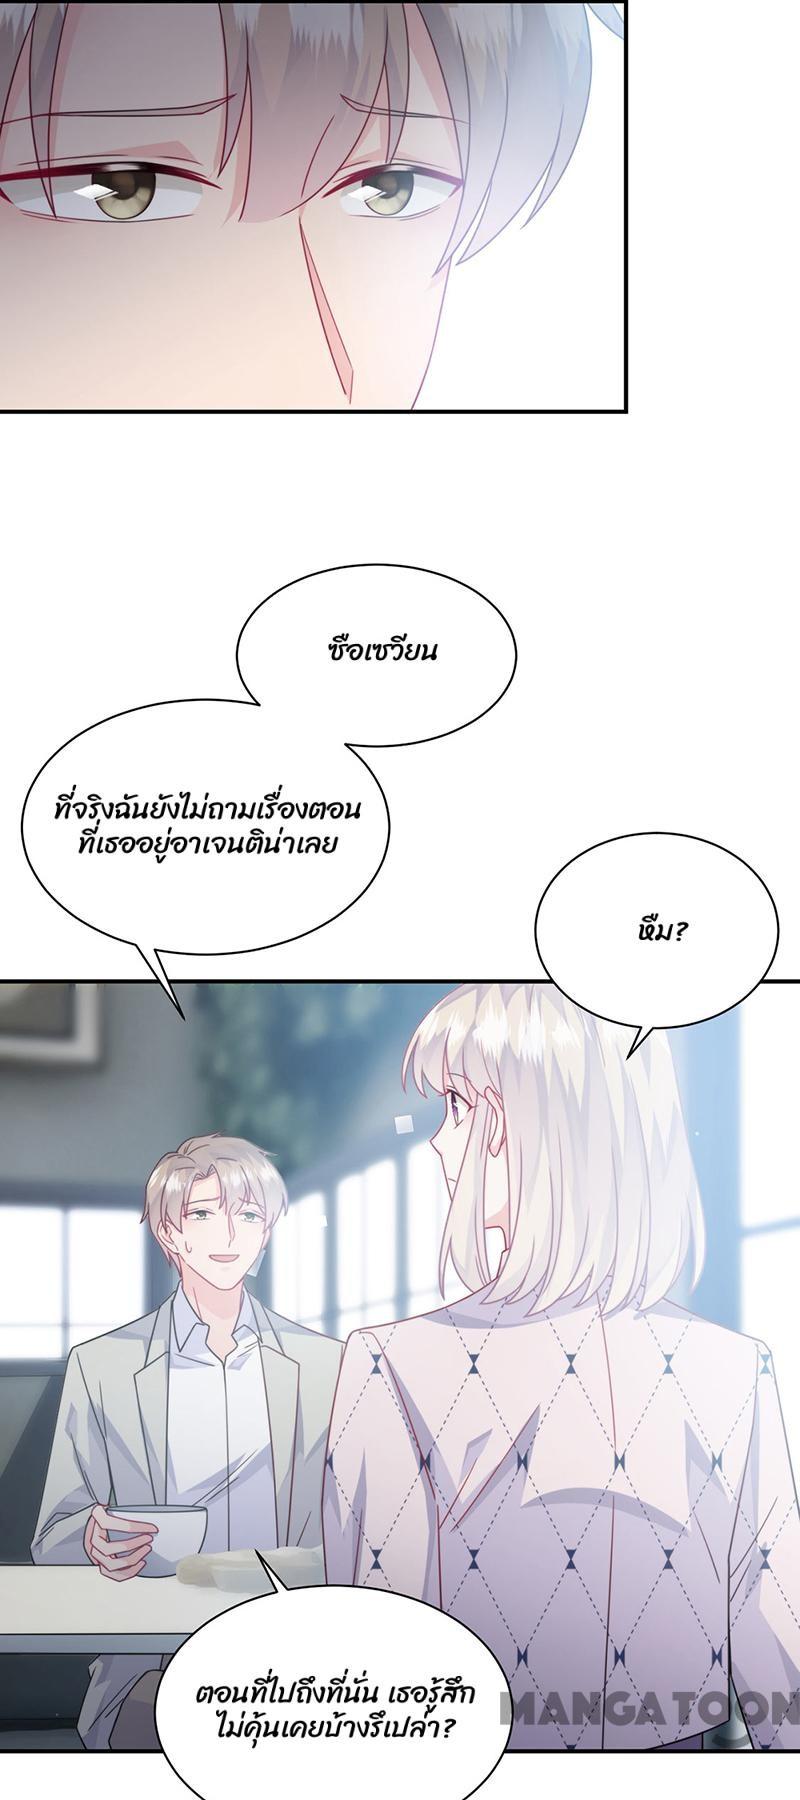 ซือเซวียน
ที่จริงฉันยังไม่ถามเรื่องตอน
ที่เธออยู่อาเจนติน่าเลย
หืม?
ตอนที่ไปถึงที่นั่น เธอรู้สึก
ไม่คุ้นเคยบ้างรึเปล่า?
MANGA TOON